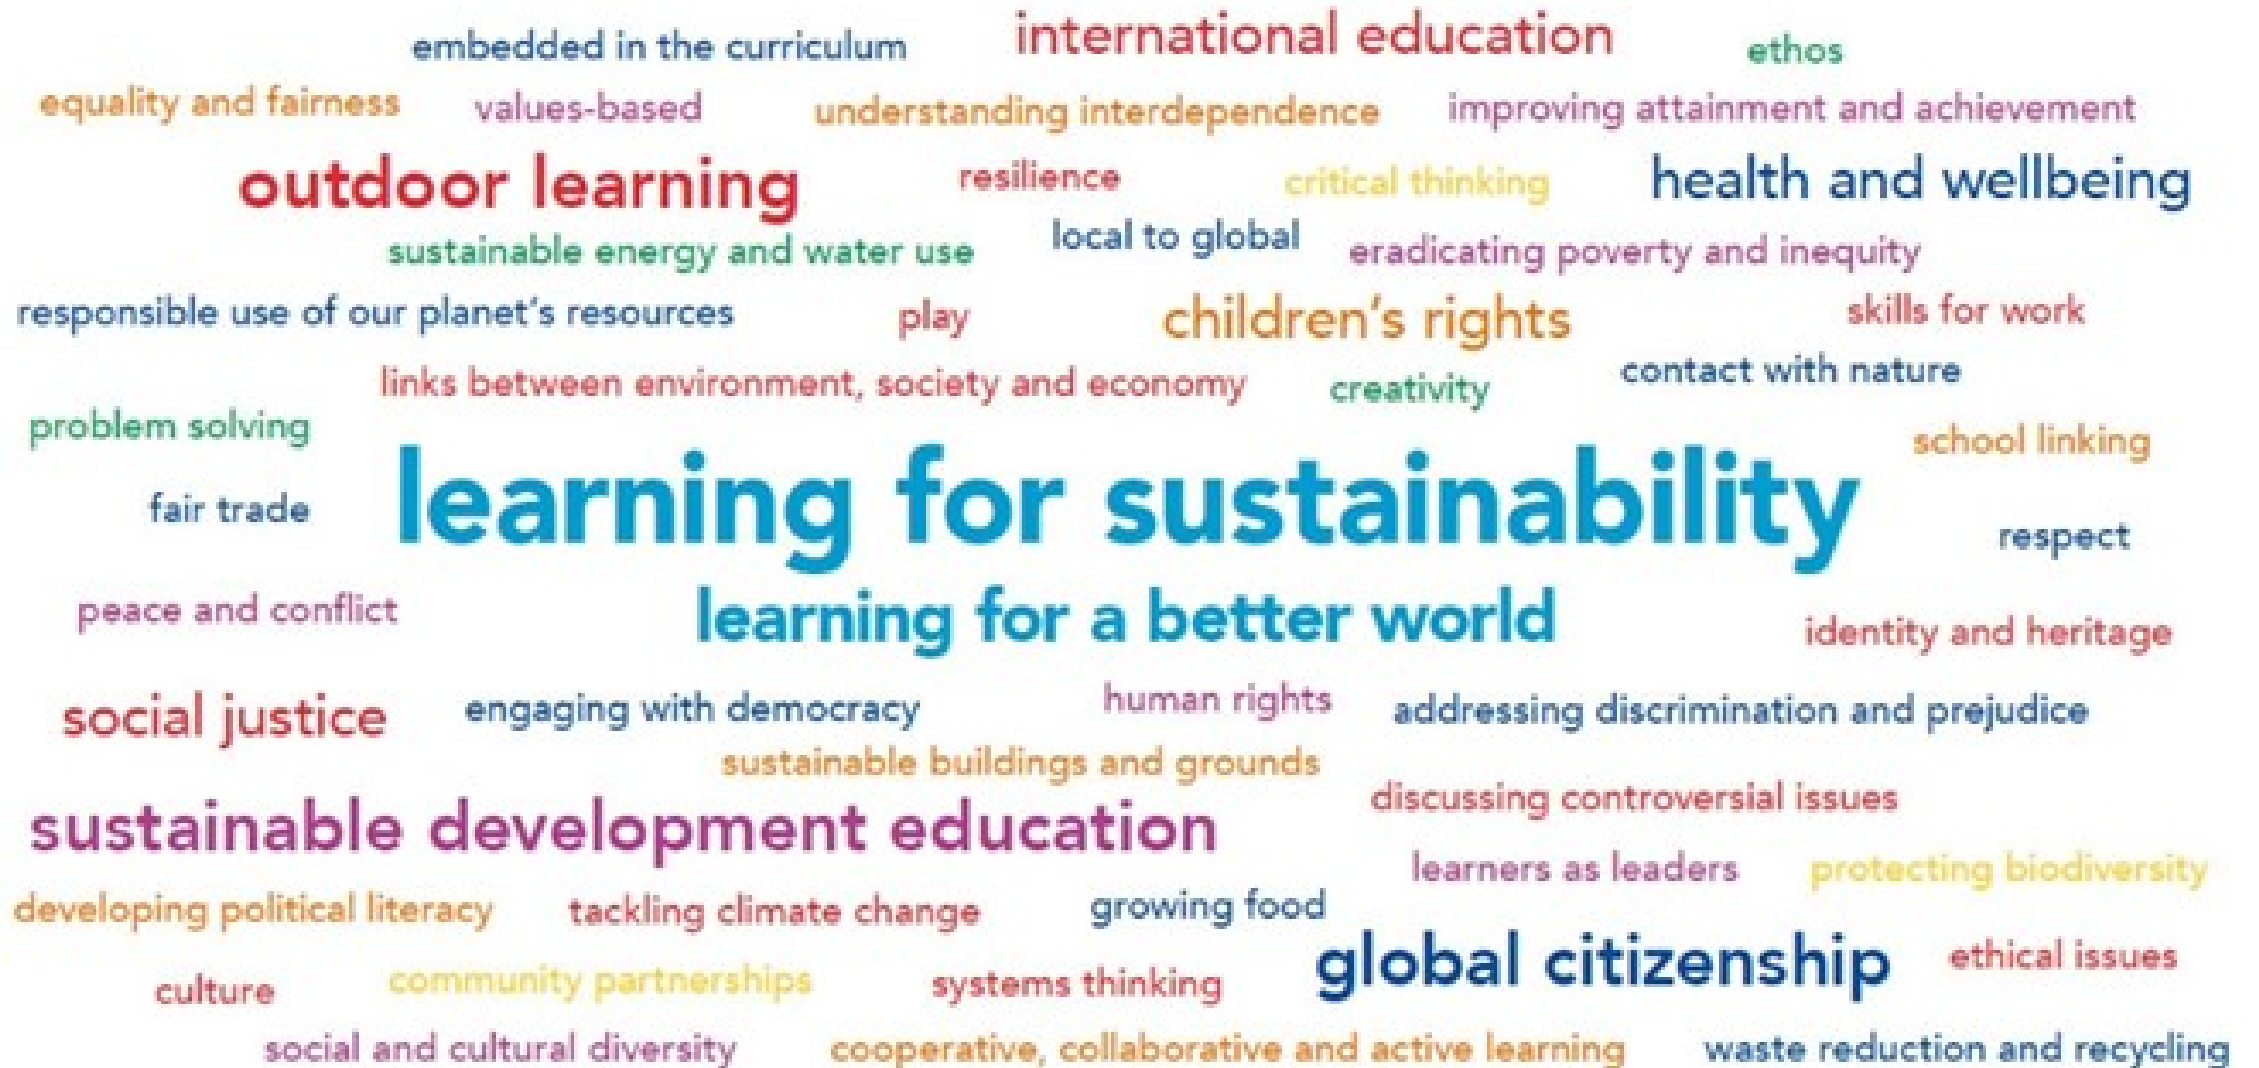 embedded in the curriculum
international education
ethos
equality and fairness
values-based
understanding interdependence
improving attainment and achievement
outdoor learning
resilience
critical thinking
health and wellbeing
sustainable energy and water use
local to global
eradicating poverty and inequity
responsible use of our planet's resources
play
children's rights
skills for work
links between environment, society and economy
creativity
contact with nature
problem solving
learning for sustainability
school linking
fair trade
respect
peace and conflict
learning for a better world
identity and heritage
social justice
engaging with democracy
human rights
addressing discrimination and prejudice
sustainable buildings and grounds
discussing controversial issues
sustainable development education
learners as leaders
protecting biodiversity
developing political literacy
tackling climate change
growing food
global citizenship
ethical issues
culture
community partnerships
systems thinking
social and cultural diversity
cooperative, collaborative and active learning
waste reduction and recycling